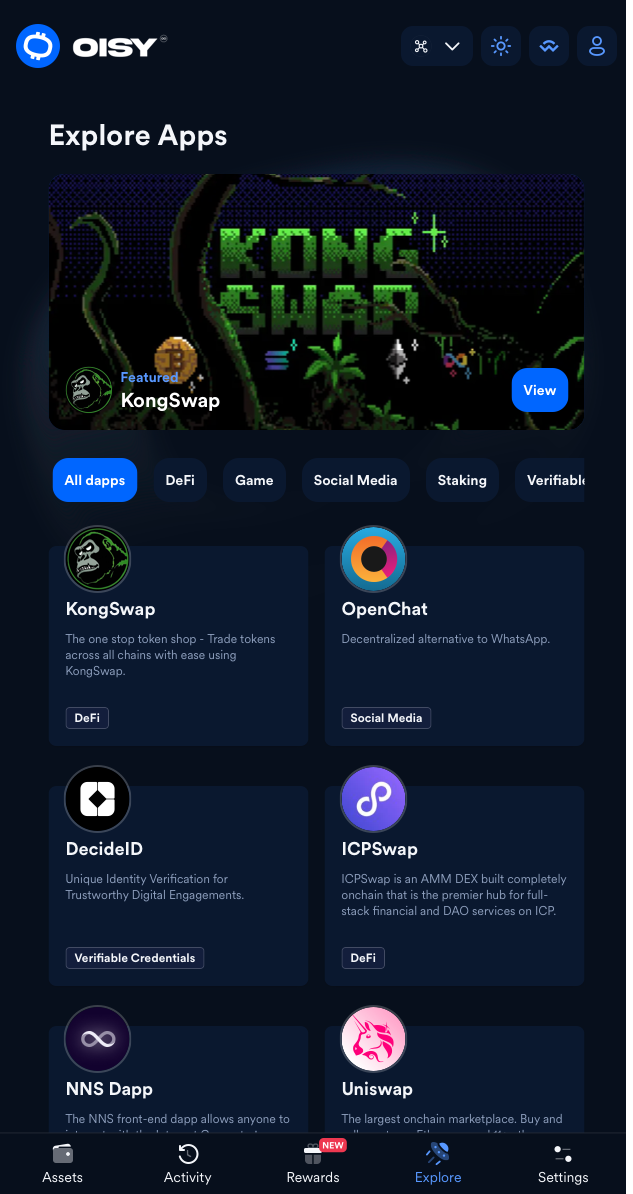 OISY
Explore Apps
KONG
SWAP
Featured
KongSwap
View
All dapps
DeFi
Game
Social Media
Staking
KongSwap
The one stop token shop - Trade tokens
across all chains with ease using
KongSwap.
DeFi
OpenChat
Decentralized alternative to WhatsApp.
Social Media
DecideID
Unique Identity Verification for
Trustworthy Digital Engagements.
Verifiable Credentials
ICPSwap
ICPSwap is an AMM DEX built completely
onchain that is the premier hub for full-
stack financial and DAO services on ICP.
DeFi
NNS Dapp
The NNS front-end dapp allows anyone to
Uniswap
The largest onchain marketplace. Buy and
NEW
Assets
Activity
Rewards
Explore
Settings